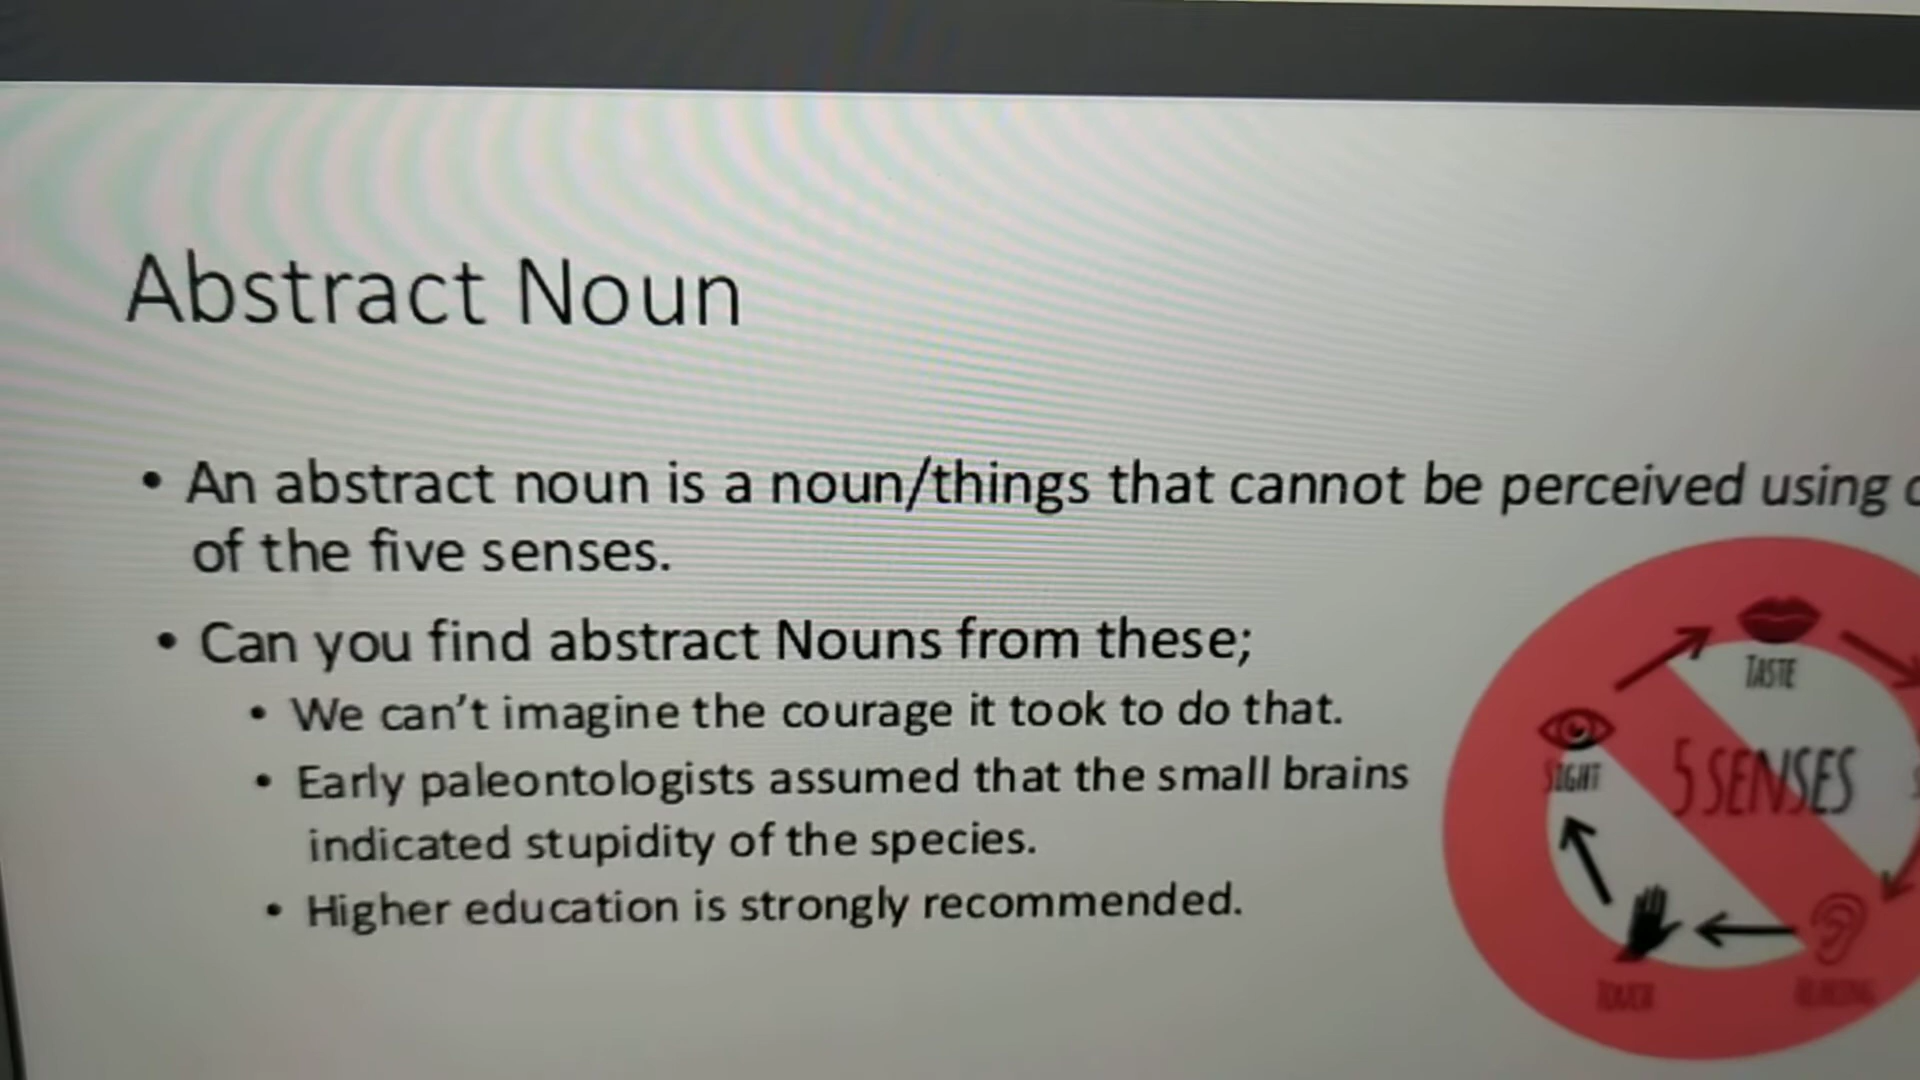 Abstract Noun
• An abstract noun is a noun/things that cannot be perceived using
of the five senses.
• Can you find abstract Nouns from these;
• We can't imagine the courage it took to do that.
• Early paleontologists assumed that the small brains
indicated stupidity of the species.
• Higher education is strongly recommended.
TASTE
SIGHT
5 SENSES
TOUCH
HEARING